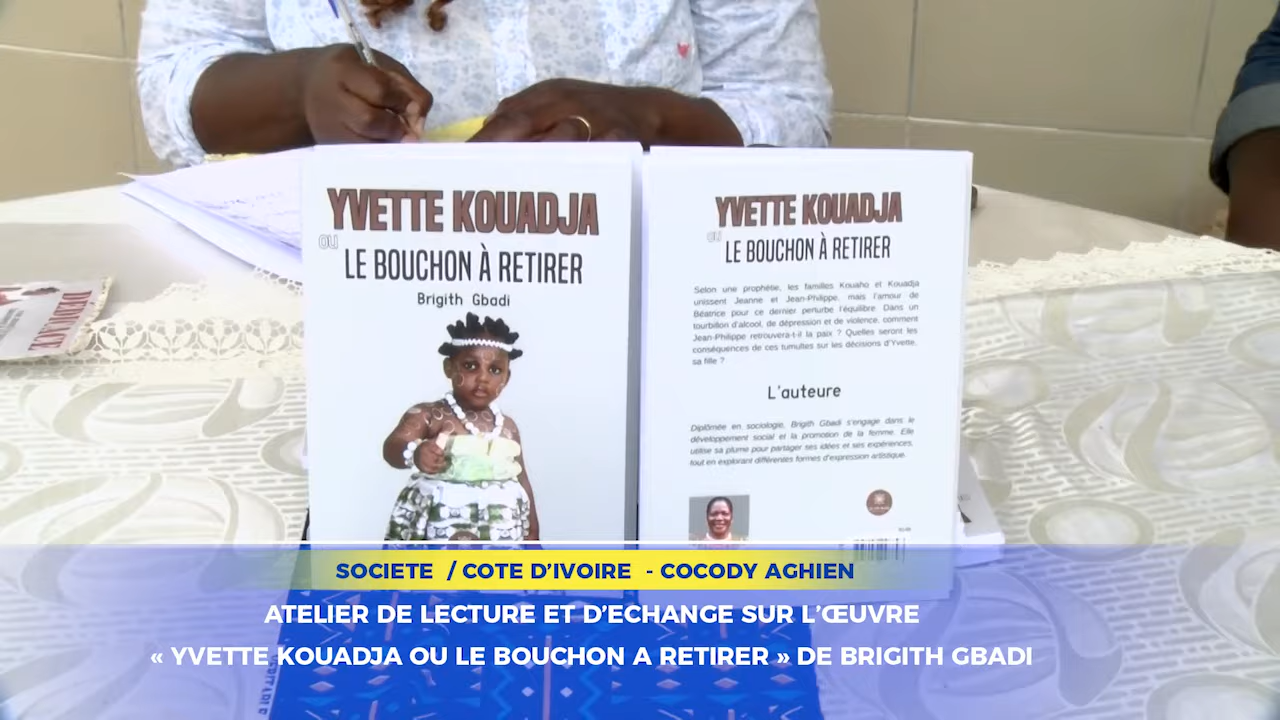 YVETTE KOUADJA
OU
LE BOUCHON À RETIRER
Brigith Gbadi
YVETTE KOUADJA
OU
LE BOUCHON À RETIRER
Selon une prophétie, les familles Kouaho et Kouadja
unissent Jeanne et Jean-Philippe, mais l'amour de
Béatrice pour ce dernier perturbe l'équilibre. Dans un
tourbillon d'alcool, de dépression et de violence, comment
Jean-Philippe retrouvera-t-il la paix ? Quelles seront les
conséquences de ces tumultes sur les décisions d'Yvette,
sa fille ?
L'auteure
Diplômée en sociologie, Brigith Gbadi s'engage dans le
développement social et la promotion de la femme. Elle
utilise sa plume pour partager ses idées et ses expériences,
tout en explorant différentes formes d'expression artistique.
DEDICACE
SOCIETE / COTE D'IVOIRE - COCODY AGHIEN
ATELIER DE LECTURE ET D'ECHANGE SUR L'ŒUVRE
« YVETTE KOUADJA OU LE BOUCHON A RETIRER » DE BRIGITH GBADI